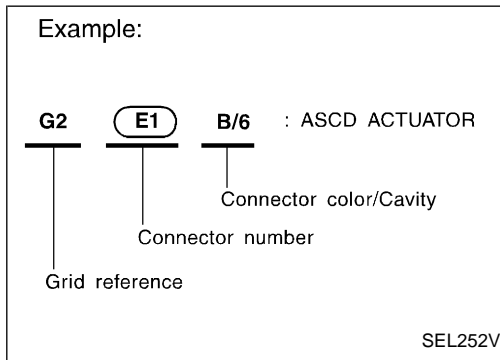 Example:
G2 E1 B/6 : ASCD ACTUATOR
Connector color/Cavity
Connector number
Grid reference
SEL252V